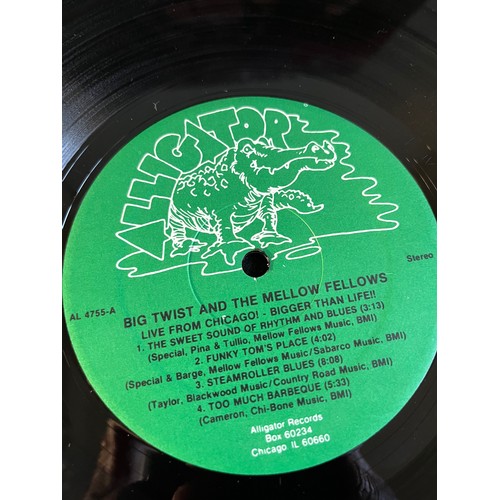 ALLIGATOR
Stereo
AL 4755-A
BIG TWIST AND THE MELLOW FELLOWS
LIVE FROM CHICAGO! - BIGGER THAN LIFE!!
1. THE SWEET SOUND OF RHYTHM AND BLUES (3:13)
(Special, Pina & Tullio, Mellow Fellows Music, BMI)
2. FUNKY TOM'S PLACE (4:02)
(Special & Barge, Mellow Fellows Music/Sabarco Music, BMI)
3. STEAMROLLER BLUES (8:08)
(Taylor, Blackwood Music/Country Road Music, BMI)
4. TOO MUCH BARBEQUE (5:33)
(Cameron, Chi-Bone Music, BMI)
Alligator Records
Box 60234
Chicago IL 60660